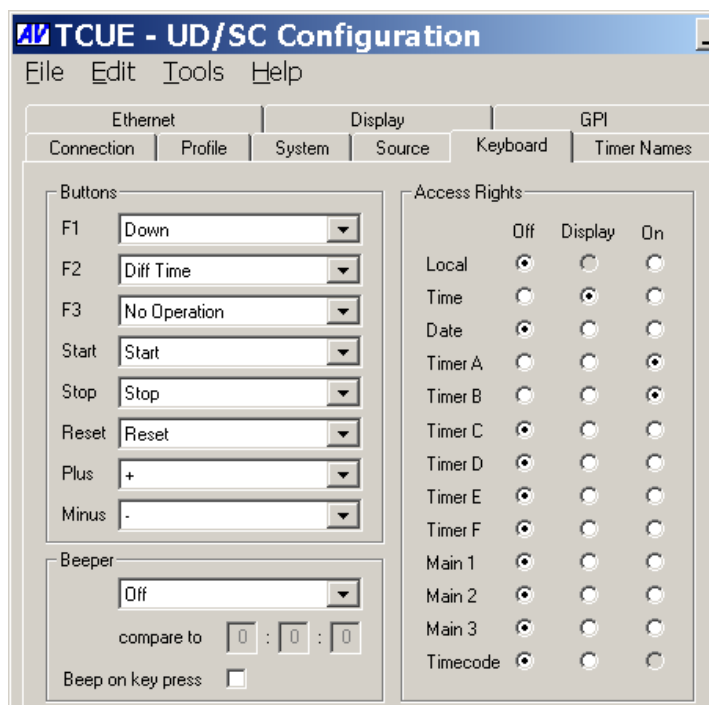 AV TCUE - UD/SC Configuration
File Edit Tools Help
Ethernet Display GPI
Connection Profile System Source Keyboard Timer Names
Buttons
F1 Down
F2 Diff Time
F3 No Operation
Start Start
Stop Stop
Reset Reset
Plus +
Minus -
Beeper
Off
compare to 0 : 0 : 0
Beep on key press
Access Rights
Off Display On
Local
Time
Date
Timer A
Timer B
Timer C
Timer D
Timer E
Timer F
Main 1
Main 2
Main 3
Timecode